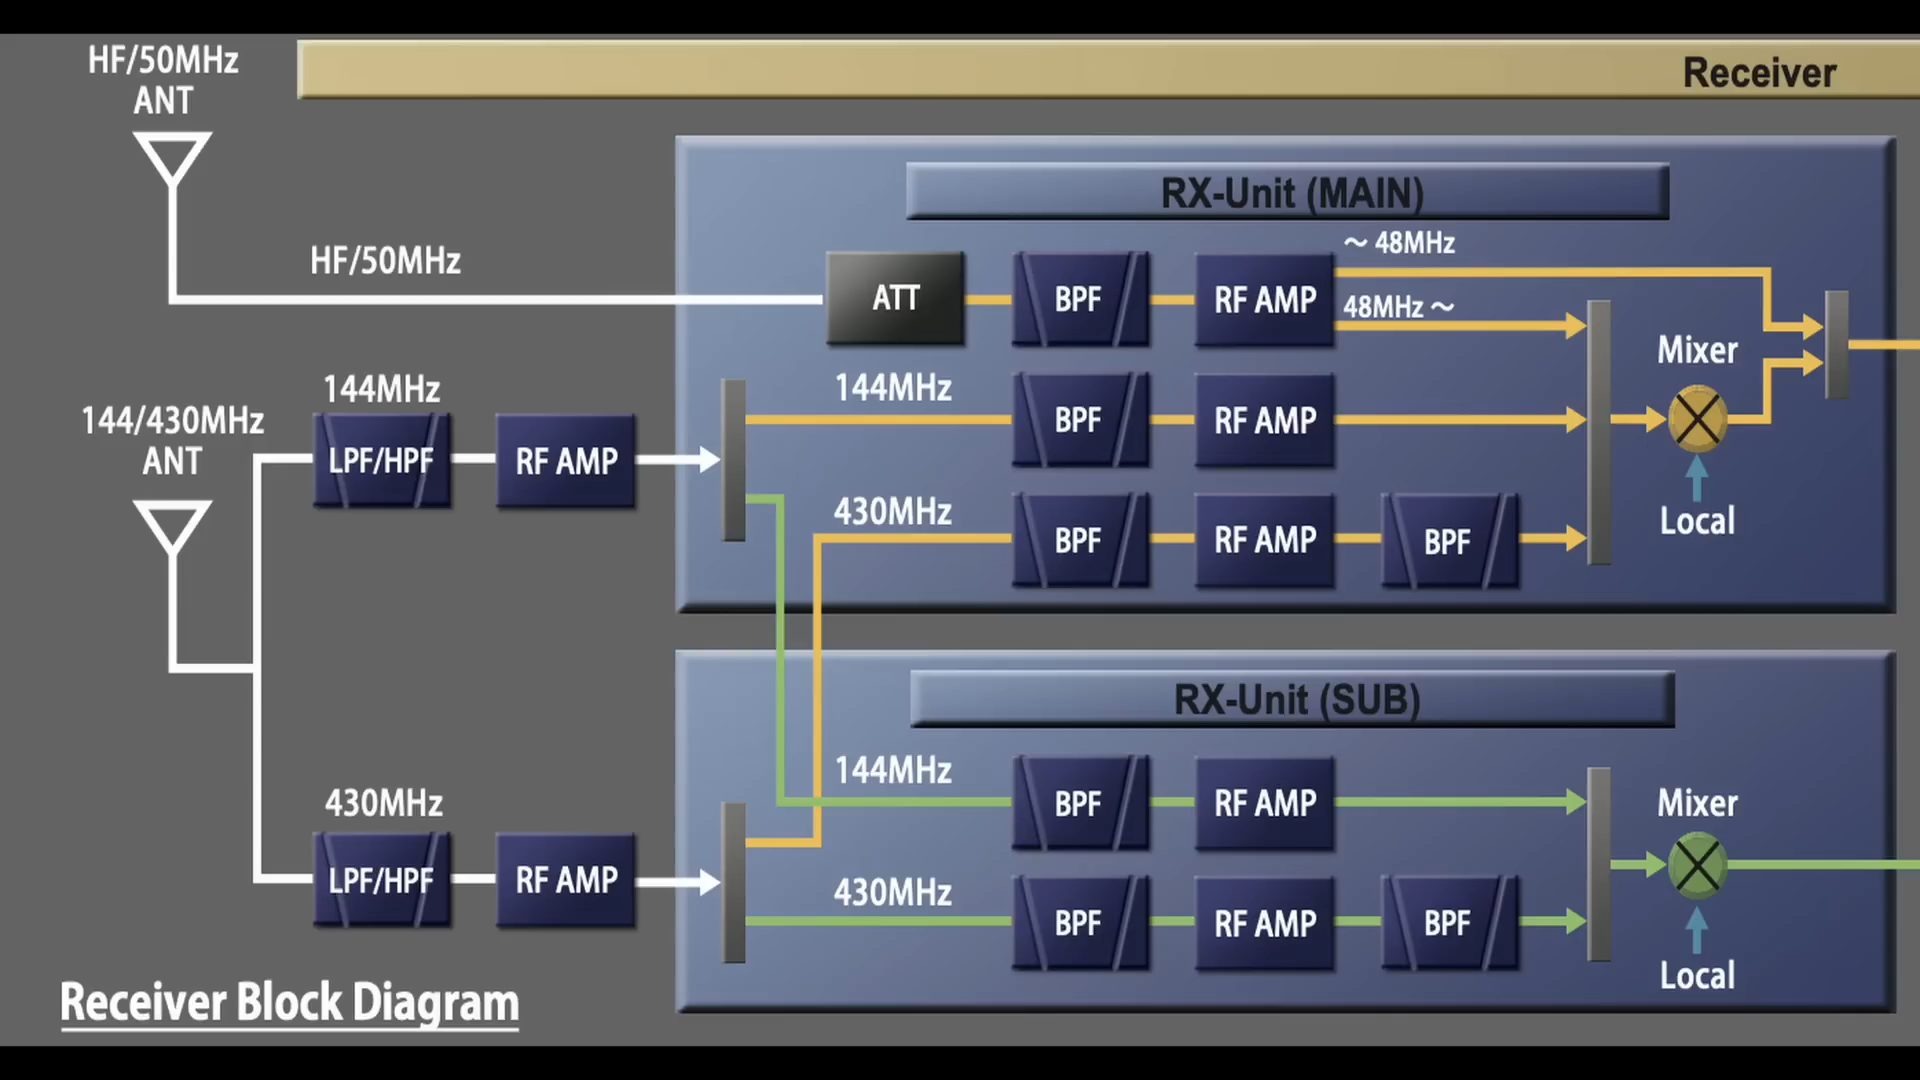 HF/50MHz
ANT
Receiver
RX-Unit (MAIN)
HF/50MHz
ATT
BPF
RF AMP
～ 48MHz
48MHz ～
Mixer
144MHz
144/430MHz
ANT
LPF/HPF
RF AMP
144MHz
BPF
RF AMP
430MHz
BPF
RF AMP
BPF
Local
RX-Unit (SUB)
144MHz
BPF
RF AMP
Mixer
430MHz
LPF/HPF
RF AMP
430MHz
BPF
RF AMP
BPF
Local
Receiver Block Diagram